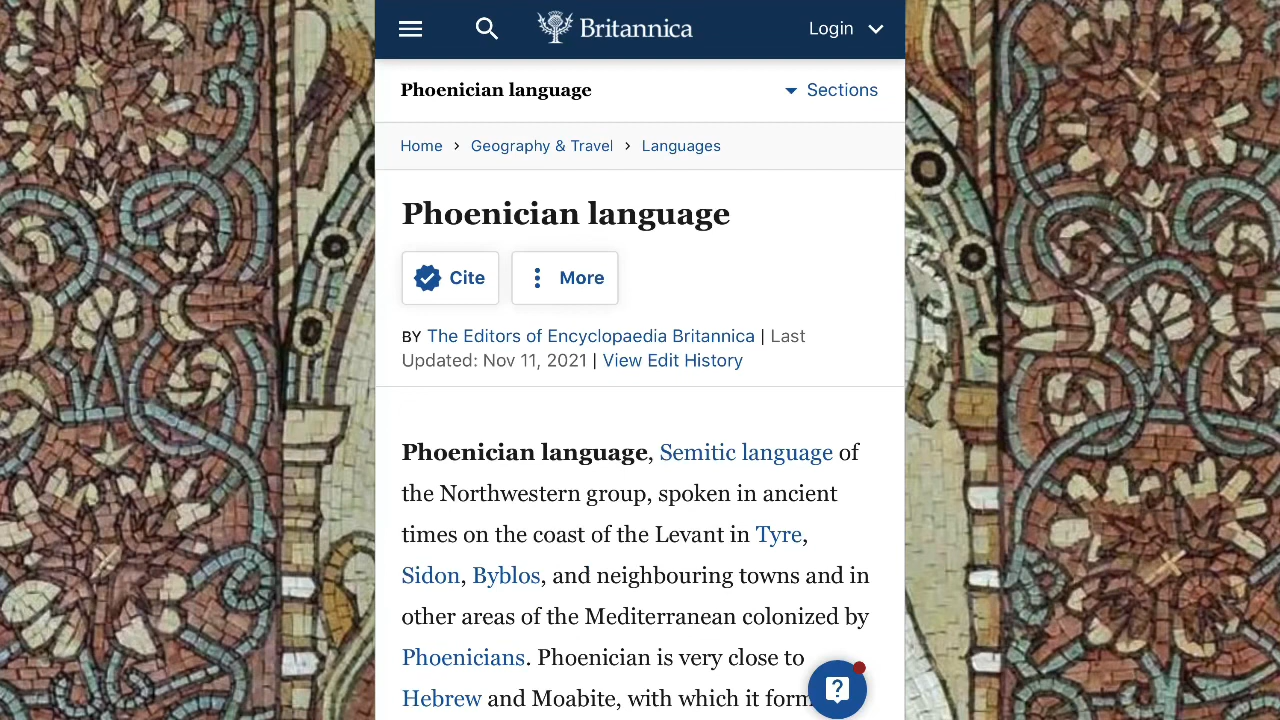 Britannica
Login
Phoenician language
Sections
Home › Geography & Travel › Languages
Phoenician language
Cite
More
BY The Editors of Encyclopaedia Britannica | Last
Updated: Nov 11, 2021 | View Edit History
Phoenician language, Semitic language of
the Northwestern group, spoken in ancient
times on the coast of the Levant in Tyre,
Sidon, Byblos, and neighbouring towns and in
other areas of the Mediterranean colonized by
Phoenicians. Phoenician is very close to
Hebrew and Moabite, with which it